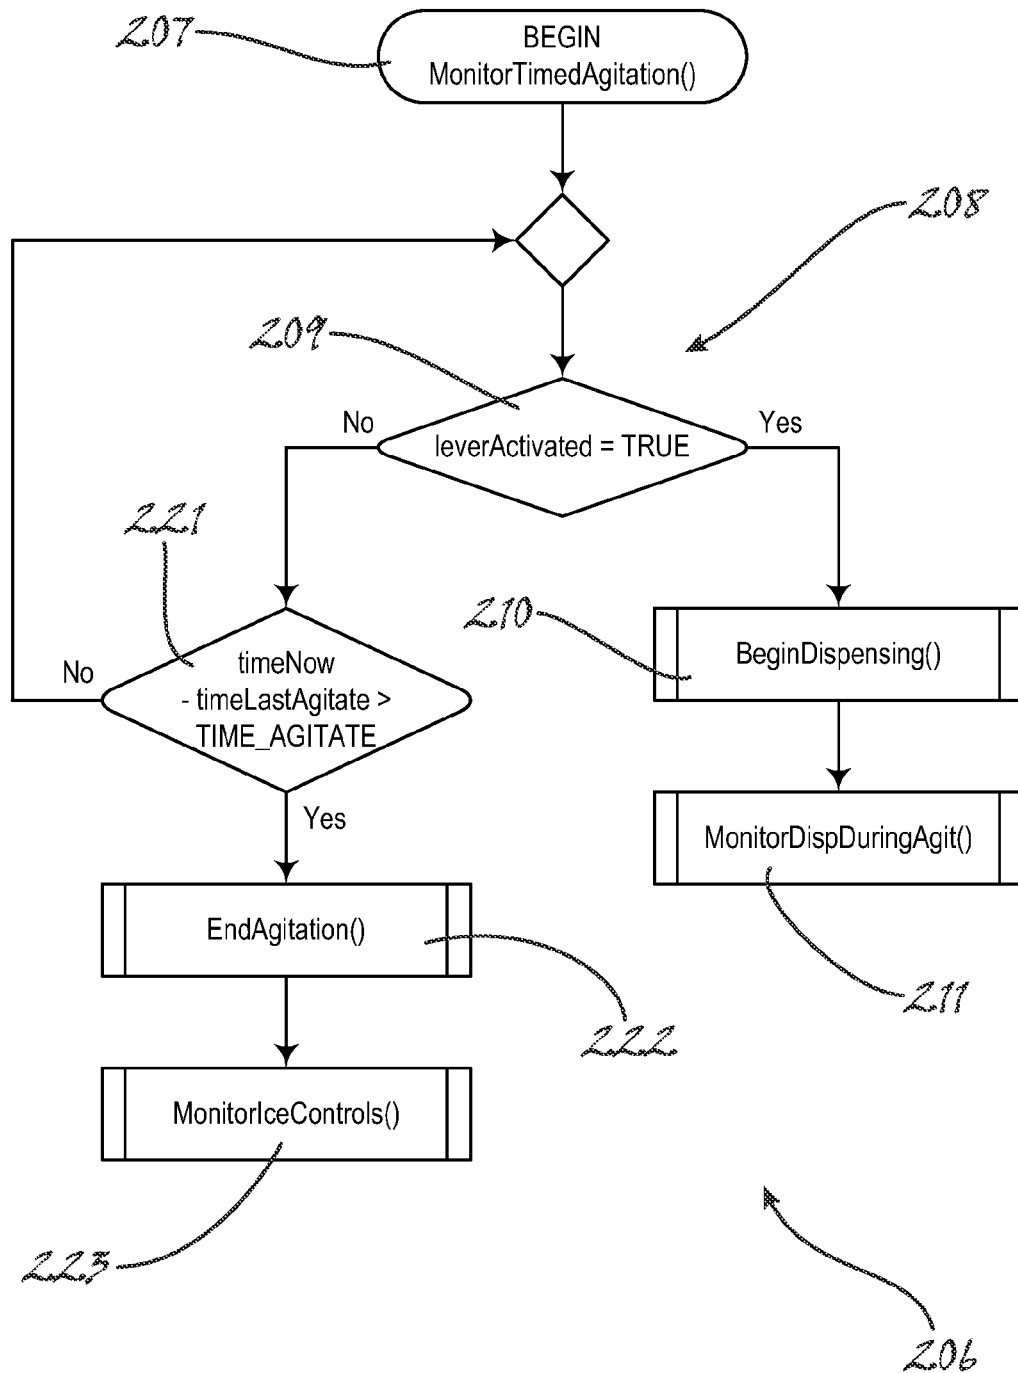 207
BEGIN
MonitorTimedAgitation()
208
209
No
leverActivated = TRUE
Yes
221
210
No
timeNow
- timeLastAgitate >
TIME_AGITATE
BeginDispensing()
Yes
MonitorDispDuringAgit()
EndAgitation()
211
222
MonitorIceControls()
223
206